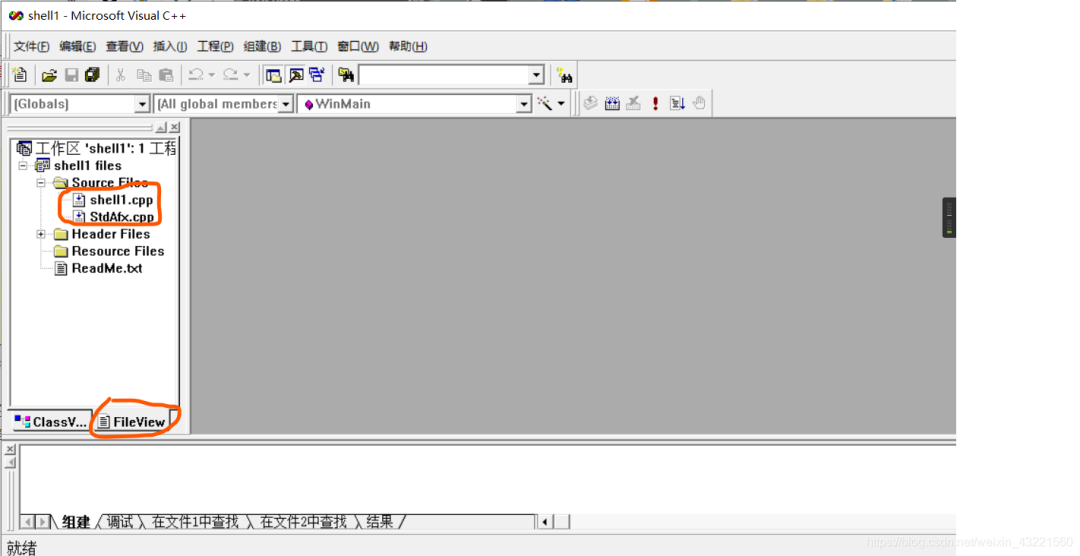 shell1 - Microsoft Visual C++
文件(F) 编辑(E) 查看(V) 插入(I) 工程(P) 组建(B) 工具(T) 窗口(W) 帮助(H)
(Globals) (All global members WinMain
工作区 'shell1': 1 工程
shell1 files
Source Files
shell1.cpp
StdAfx.cpp
Header Files
Resource Files
ReadMe.txt
ClassV... FileView
组建 调试 在文件1中查找 在文件2中查找 结果
就绪
https://blog.csdn.net/weixin_43221560